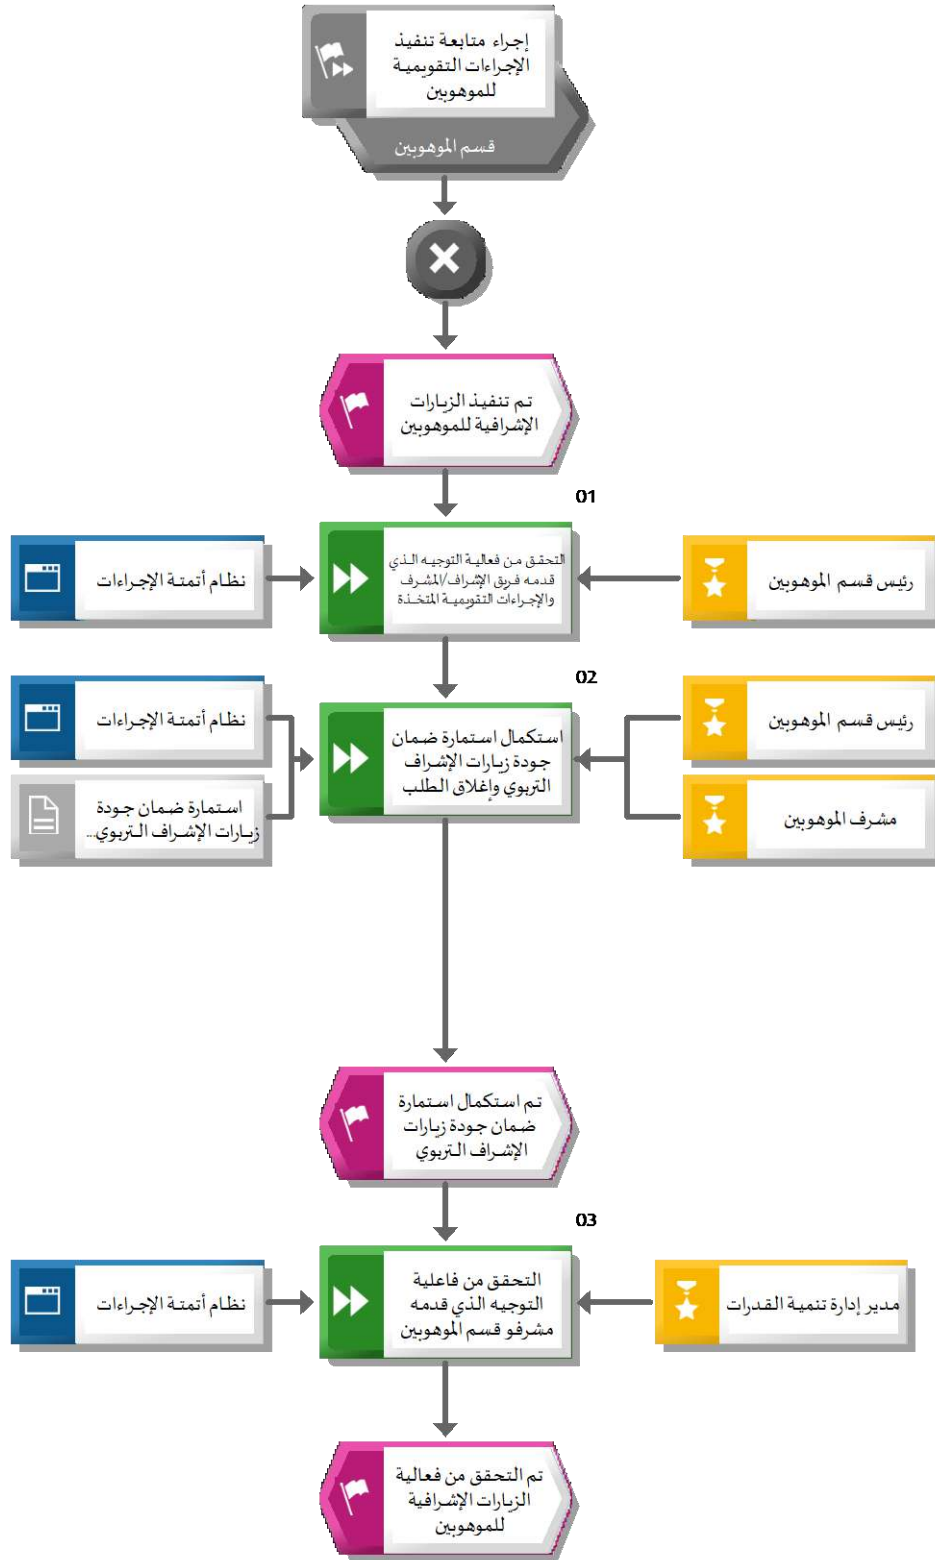 إجراء متابعة تنفيذ
الإجراءات التقويمية
للموهوبين
قسم الموهوبين
تم تنفيذ الزيارات
الإشرافية للموهوبين
01
التحقق من فعالية التوجيه الذي
قدمه فريق الإشراف/المشرف
والإجراءات التقويمية المتخذة
رئيس قسم الموهوبين
نظام أتمتة الإجراءات
02
رئيس قسم الموهوبين
مشرف الموهوبين
استكمال استمارة ضمان
جودة زيارات الإشراف
التربوي وإغلاق الطلب
نظام أتمتة الإجراءات
استمارة ضمان جودة
زيارات الإشراف التربوي...
تم استكمال استمارة
ضمان جودة زيارات
الإشراف التربوي
03
مدير إدارة تنمية القدرات
التحقق من فاعلية
التوجيه الذي قدمه
مشرفو قسم الموهوبين
نظام أتمتة الإجراءات
تم التحقق من فعالية
الزيارات الإشرافية
للموهوبين